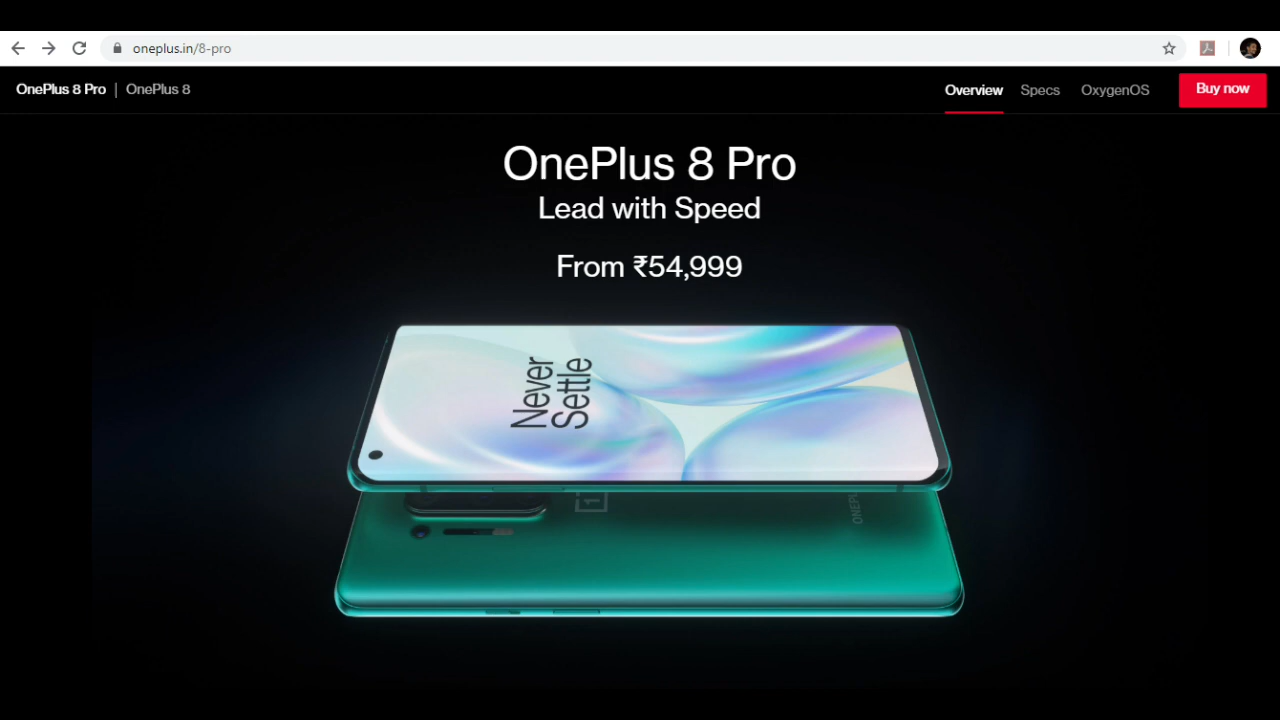 oneplus.in/8-pro
OnePlus 8 Pro | OnePlus 8
Overview Specs OxygenOS Buy now
OnePlus 8 Pro
Lead with Speed
From ₹54,999
Never
Settle
1
ONEPLUS